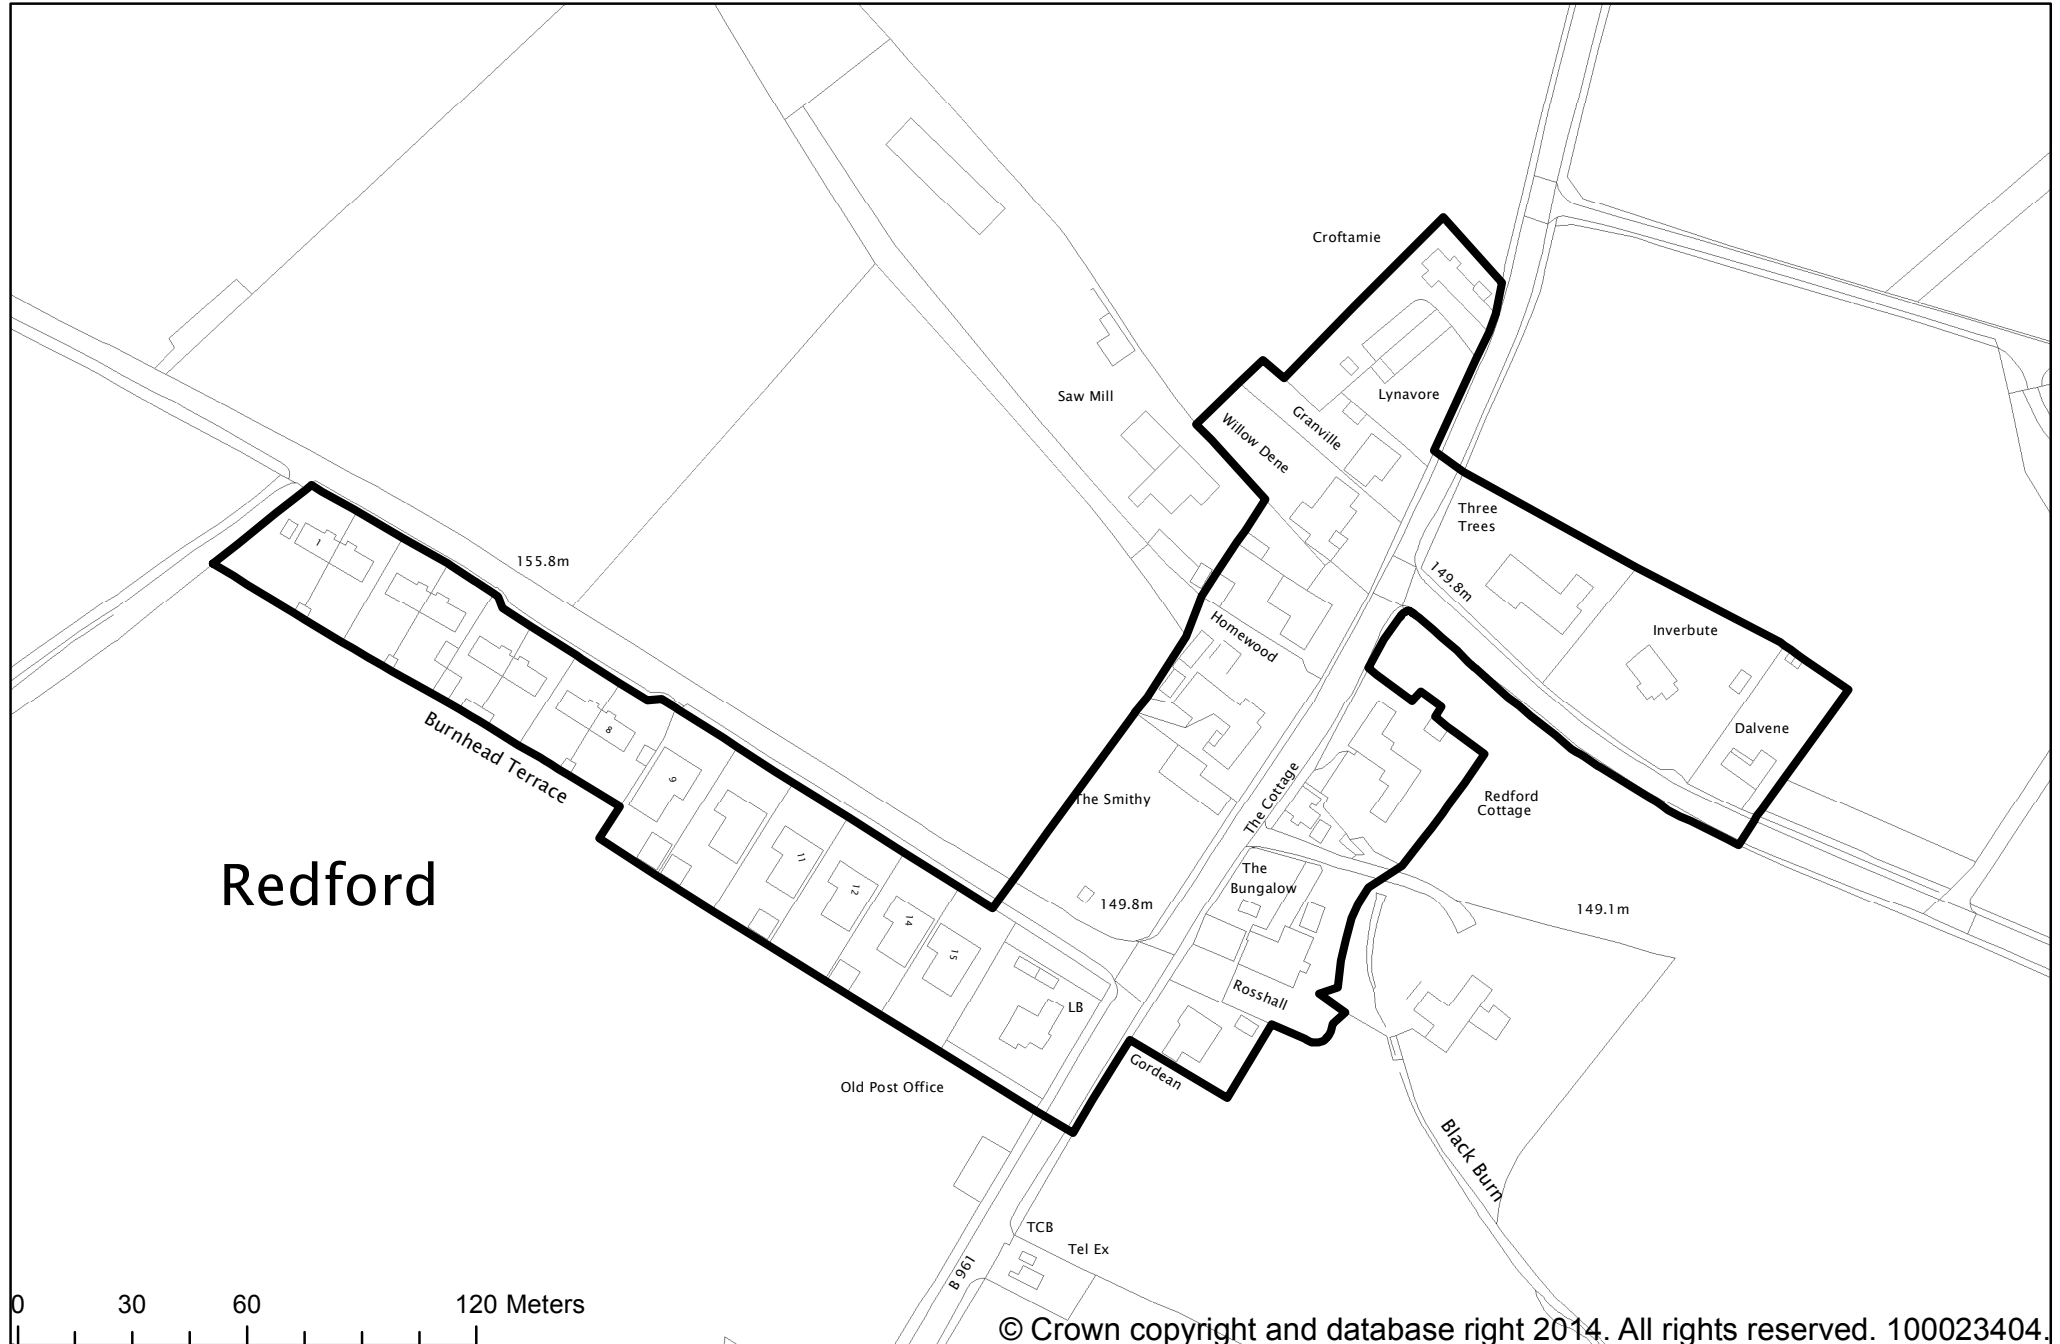 Croftamie
Saw Mill
Lynavore
Granville
Willow Dene
Three
Trees
155.8m
149.8m
1
Homewood
Inverbute
8
Burnhead Terrace
9
Dalvene
The Smithy
The Cottage
Redford
Cottage
Redford
11
12
The
Bungalow
14
149.8m
149.1m
15
Rosshall
LB
Gordean
Old Post Office
Black Burn
TCB
Tel Ex
B 961
0 30 60 120 Meters
© Crown copyright and database right 2014. All rights reserved. 100023404.